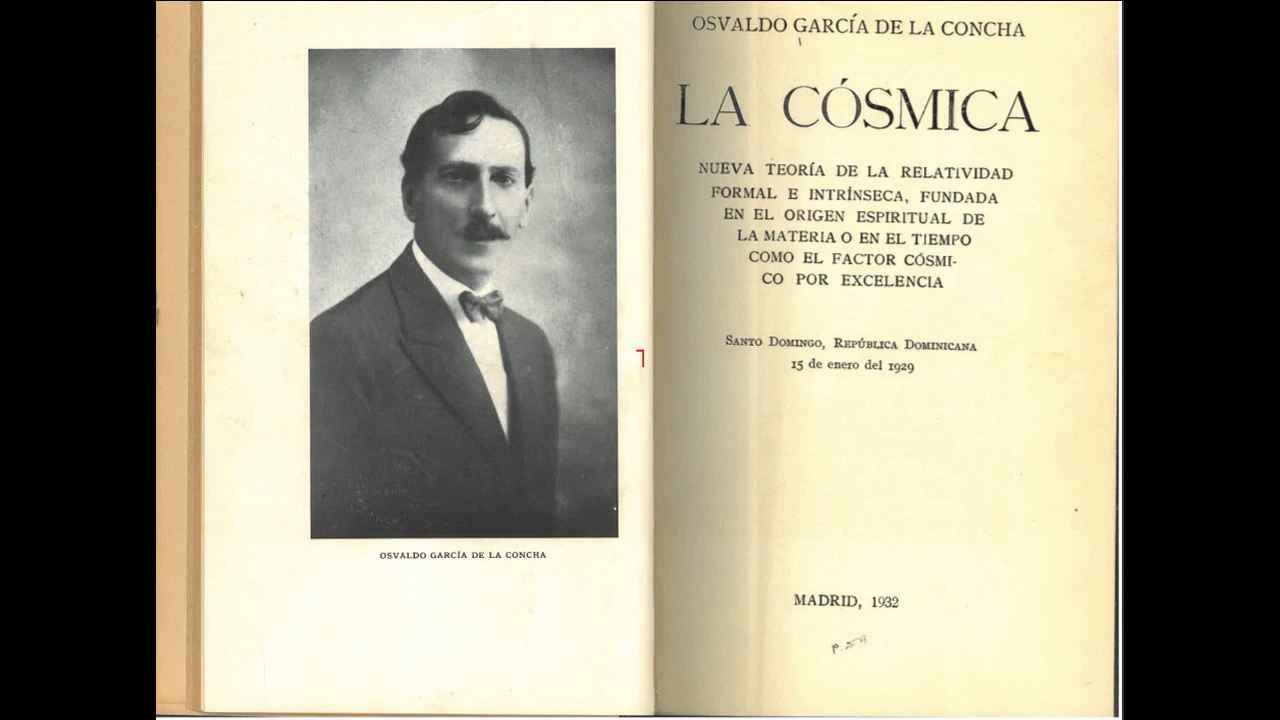 OSVALDO GARCÍA DE LA CONCHA
OSVALDO GARCÍA DE LA CONCHA
LA CÓSMICA
NUEVA TEORÍA DE LA RELATIVIDAD
FORMAL E INTRÍNSECA, FUNDADA
EN EL ORIGEN ESPIRITUAL DE
LA MATERIA O EN EL TIEMPO
COMO EL FACTOR CÓSMI-
CO POR EXCELENCIA
SANTO DOMINGO, REPÚBLICA DOMINICANA
15 de enero del 1929
MADRID, 1932